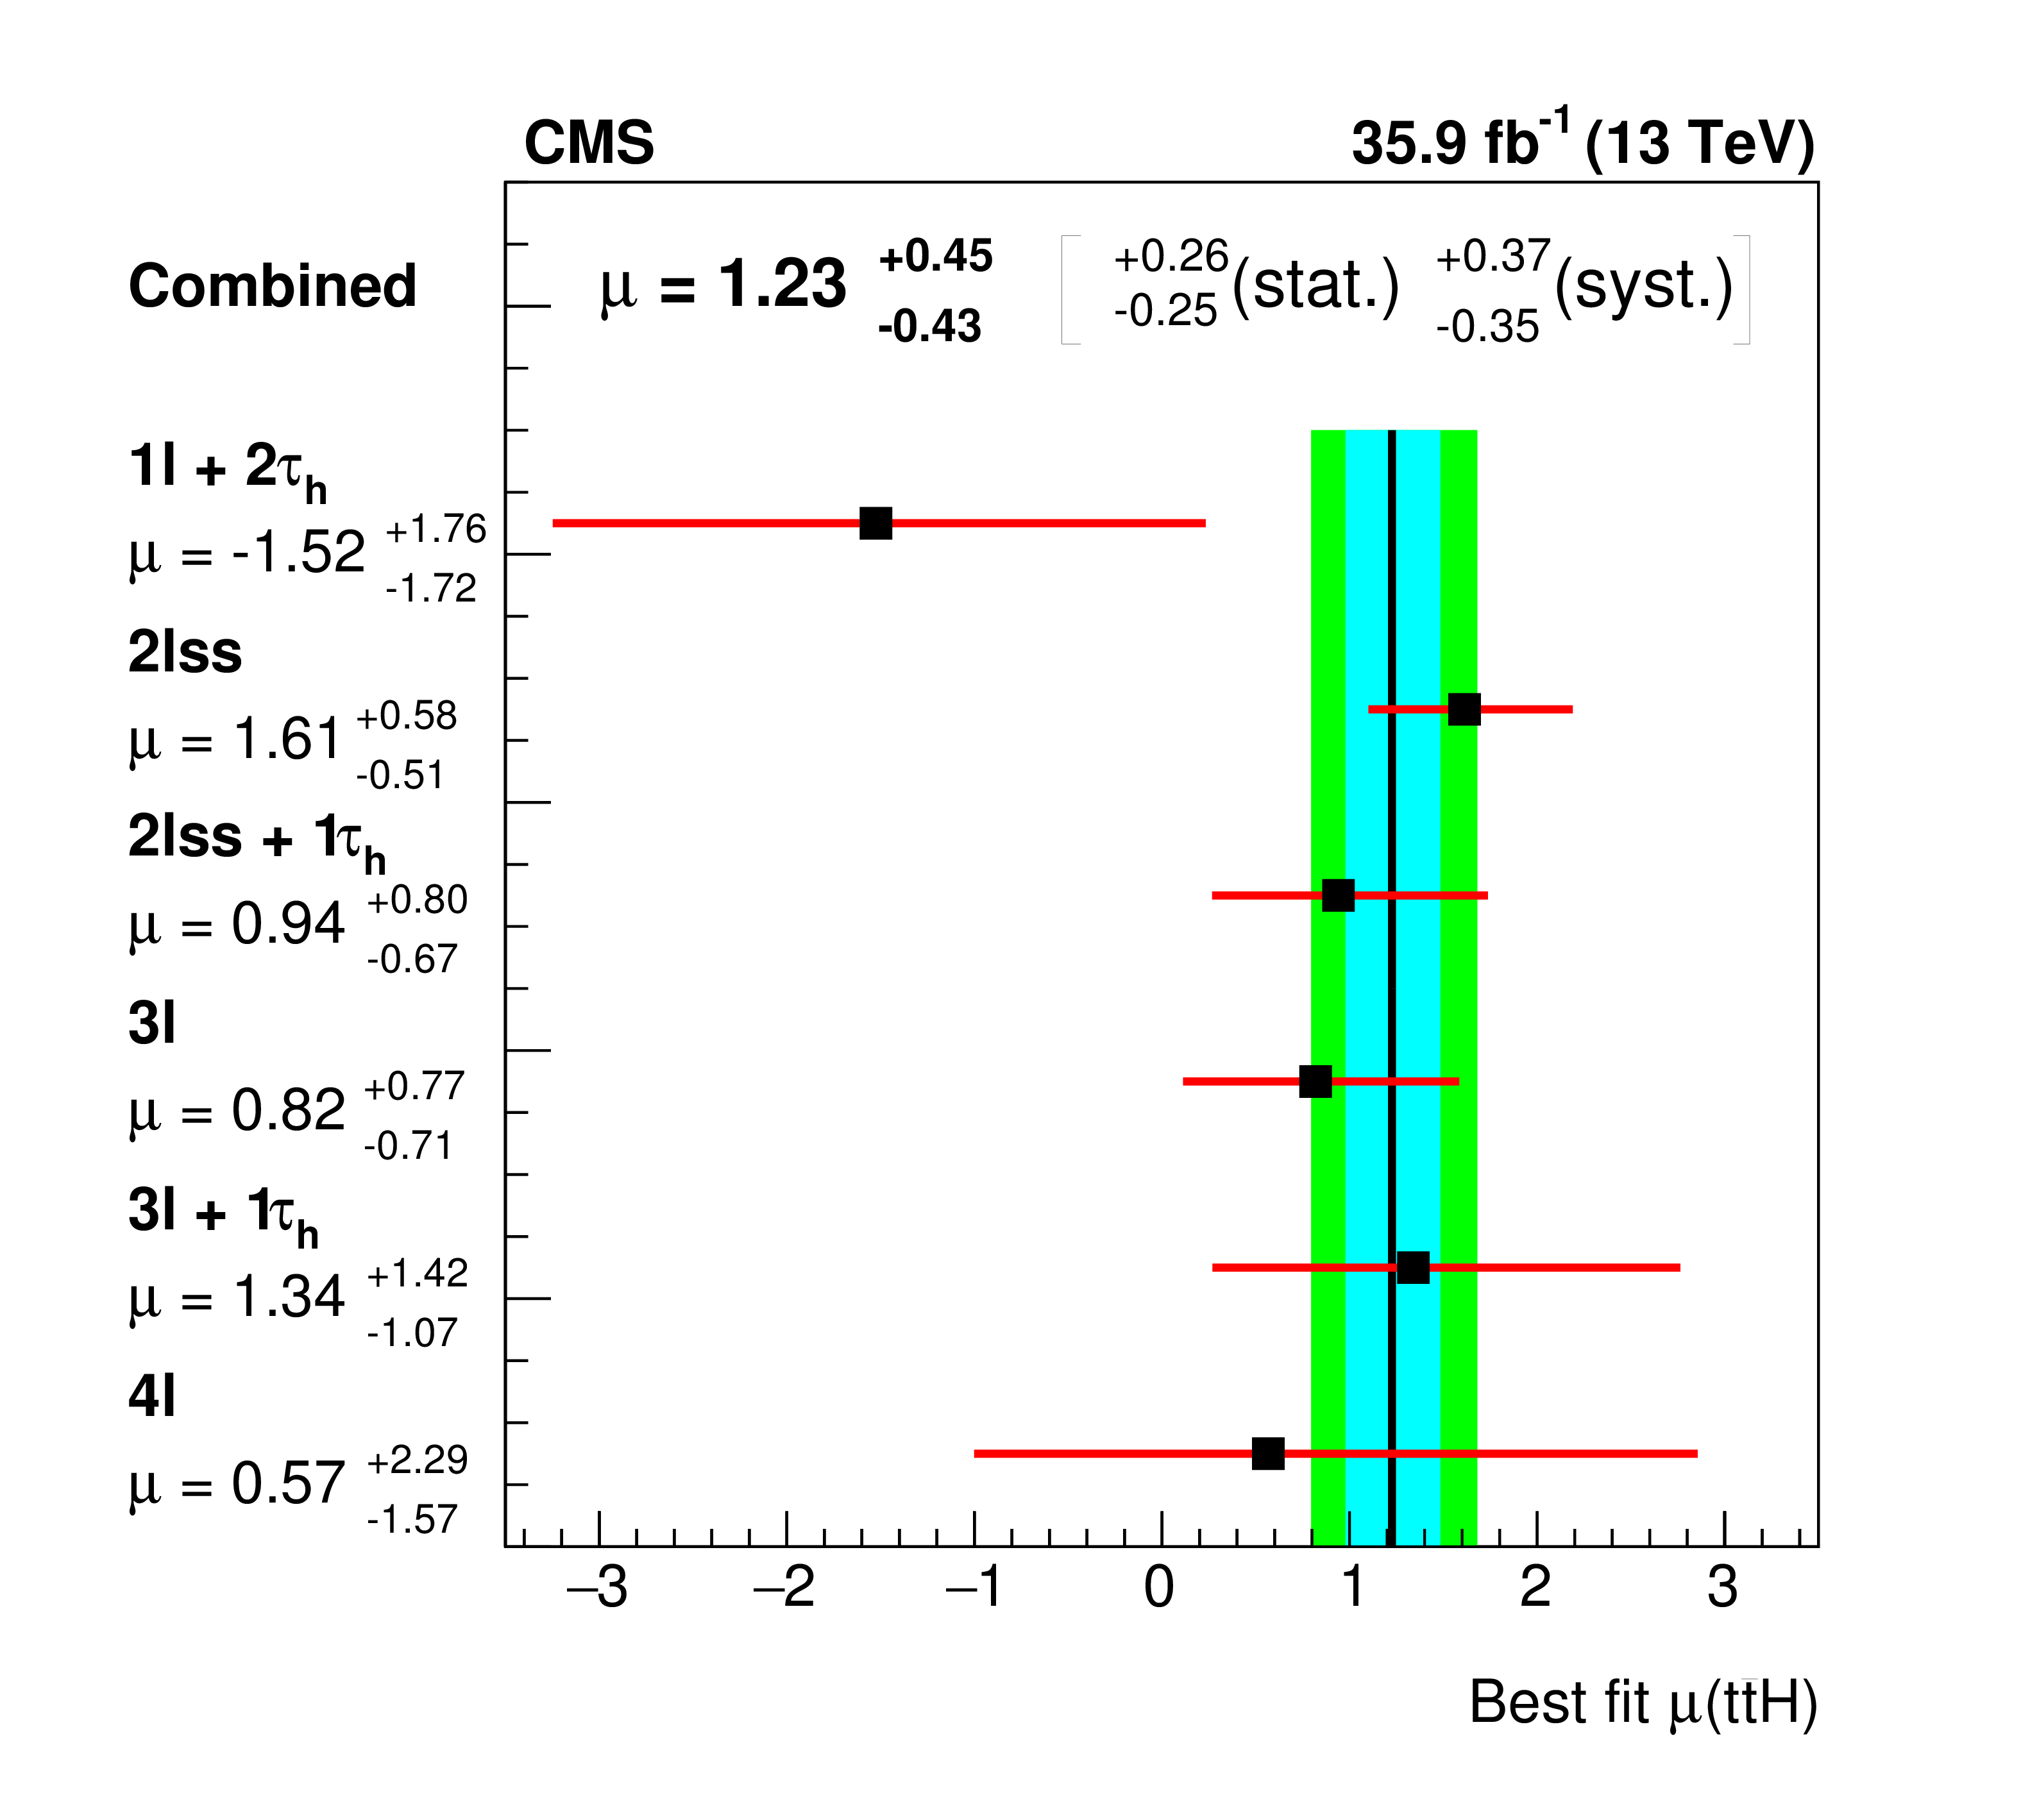 CMS 35.9 fb⁻¹ (13 TeV)
Combined μ = 1.23 +0.45 -0.43 [ +0.26 -0.25 (stat.) +0.37 -0.35 (syst.) ]
1l + 2τh
μ = -1.52 +1.76 -1.72
2lss
μ = 1.61 +0.58 -0.51
2lss + 1τh
μ = 0.94 +0.80 -0.67
3l
μ = 0.82 +0.77 -0.71
3l + 1τh
μ = 1.34 +1.42 -1.07
4l
μ = 0.57 +2.29 -1.57
−3 −2 −1 0 1 2 3
Best fit μ(tt̄H)